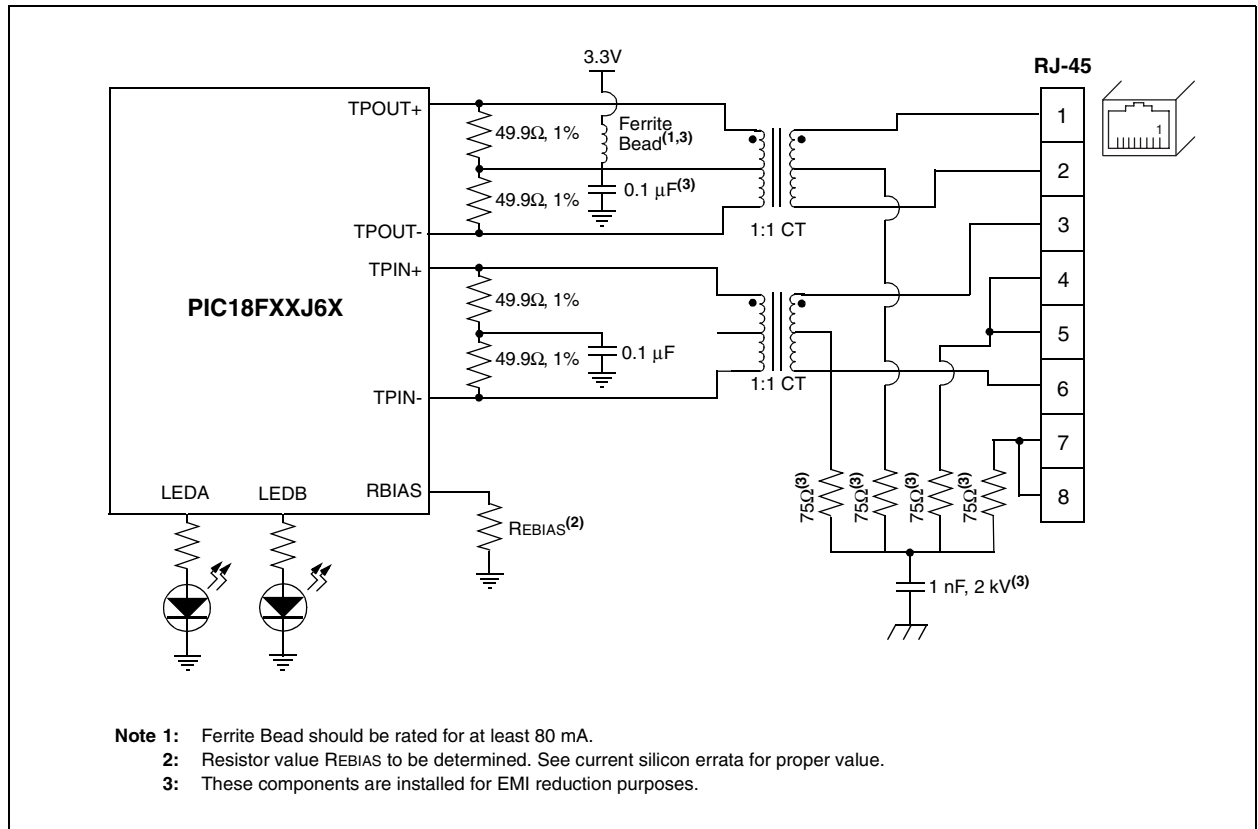 3.3V
RJ-45
TPOUT+
49.9Ω, 1%
Ferrite
Bead(1,3)
1
1
49.9Ω, 1%
0.1 μF(3)
2
TPOUT-
1:1 CT
3
TPIN+
PIC18FXXJ6X
49.9Ω, 1%
4
49.9Ω, 1%
0.1 μF
5
TPIN-
1:1 CT
6
7
LEDA
LEDB
RBIAS
75Ω(3)
75Ω(3)
75Ω(3)
75Ω(3)
8
REBIAS(2)
1 nF, 2 kV(3)
Note 1: Ferrite Bead should be rated for at least 80 mA.
2: Resistor value REBIAS to be determined. See current silicon errata for proper value.
3: These components are installed for EMI reduction purposes.